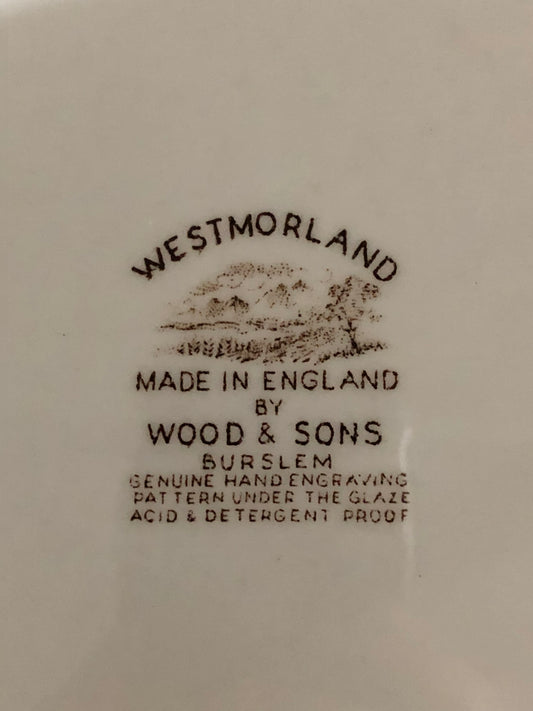 WESTMORLAND
MADE IN ENGLAND
BY
WOOD & SONS
BURSLEM
GENUINE HAND ENGRAVING
PATTERN UNDER THE GLAZE
ACID & DETERGENT PROOF